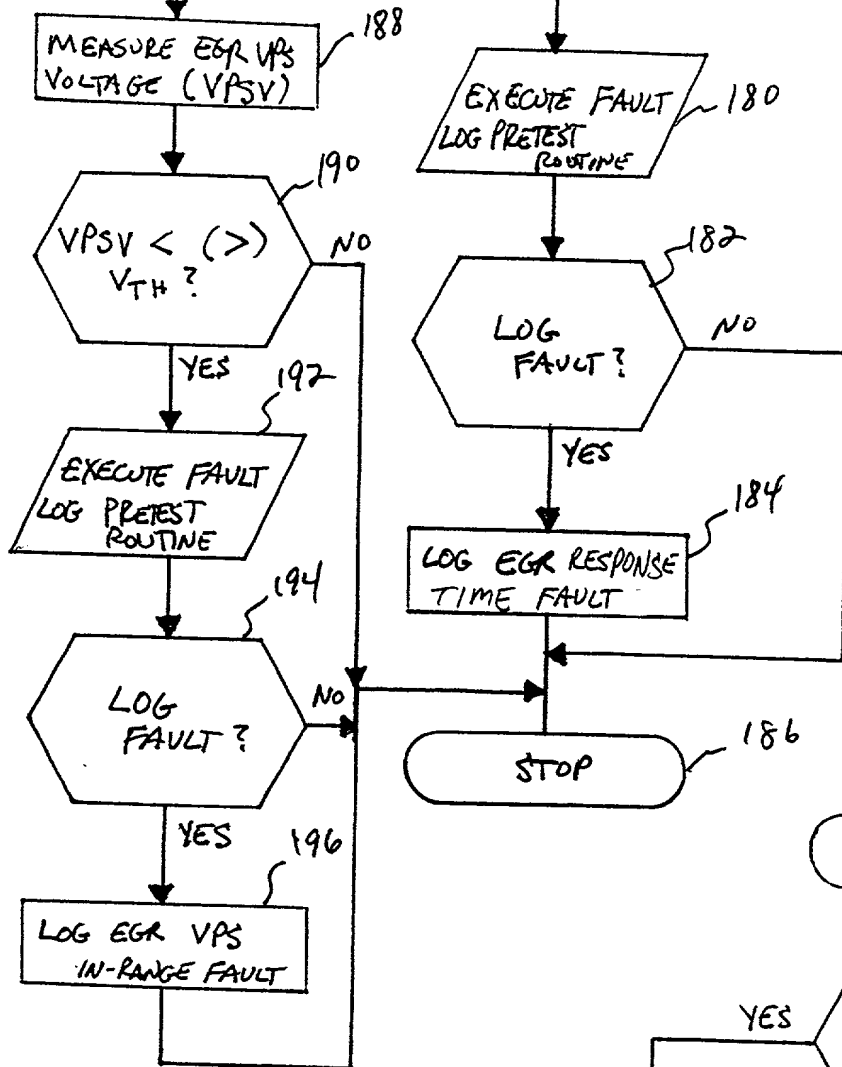 188
MEASURE EGR VPS
VOLTAGE (VPSV)
190
VPSV < (>)
VTH?
NO
YES
192
EXECUTE FAULT
LOG PRETEST
ROUTINE
194
LOG
FAULT?
NO
YES
196
LOG EGR VPS
IN-RANGE FAULT
EXECUTE FAULT
LOG PRETEST
ROUTINE
180
182
LOG
FAULT?
NO
YES
184
LOG EGR RESPONSE
TIME FAULT
186
STOP
YES